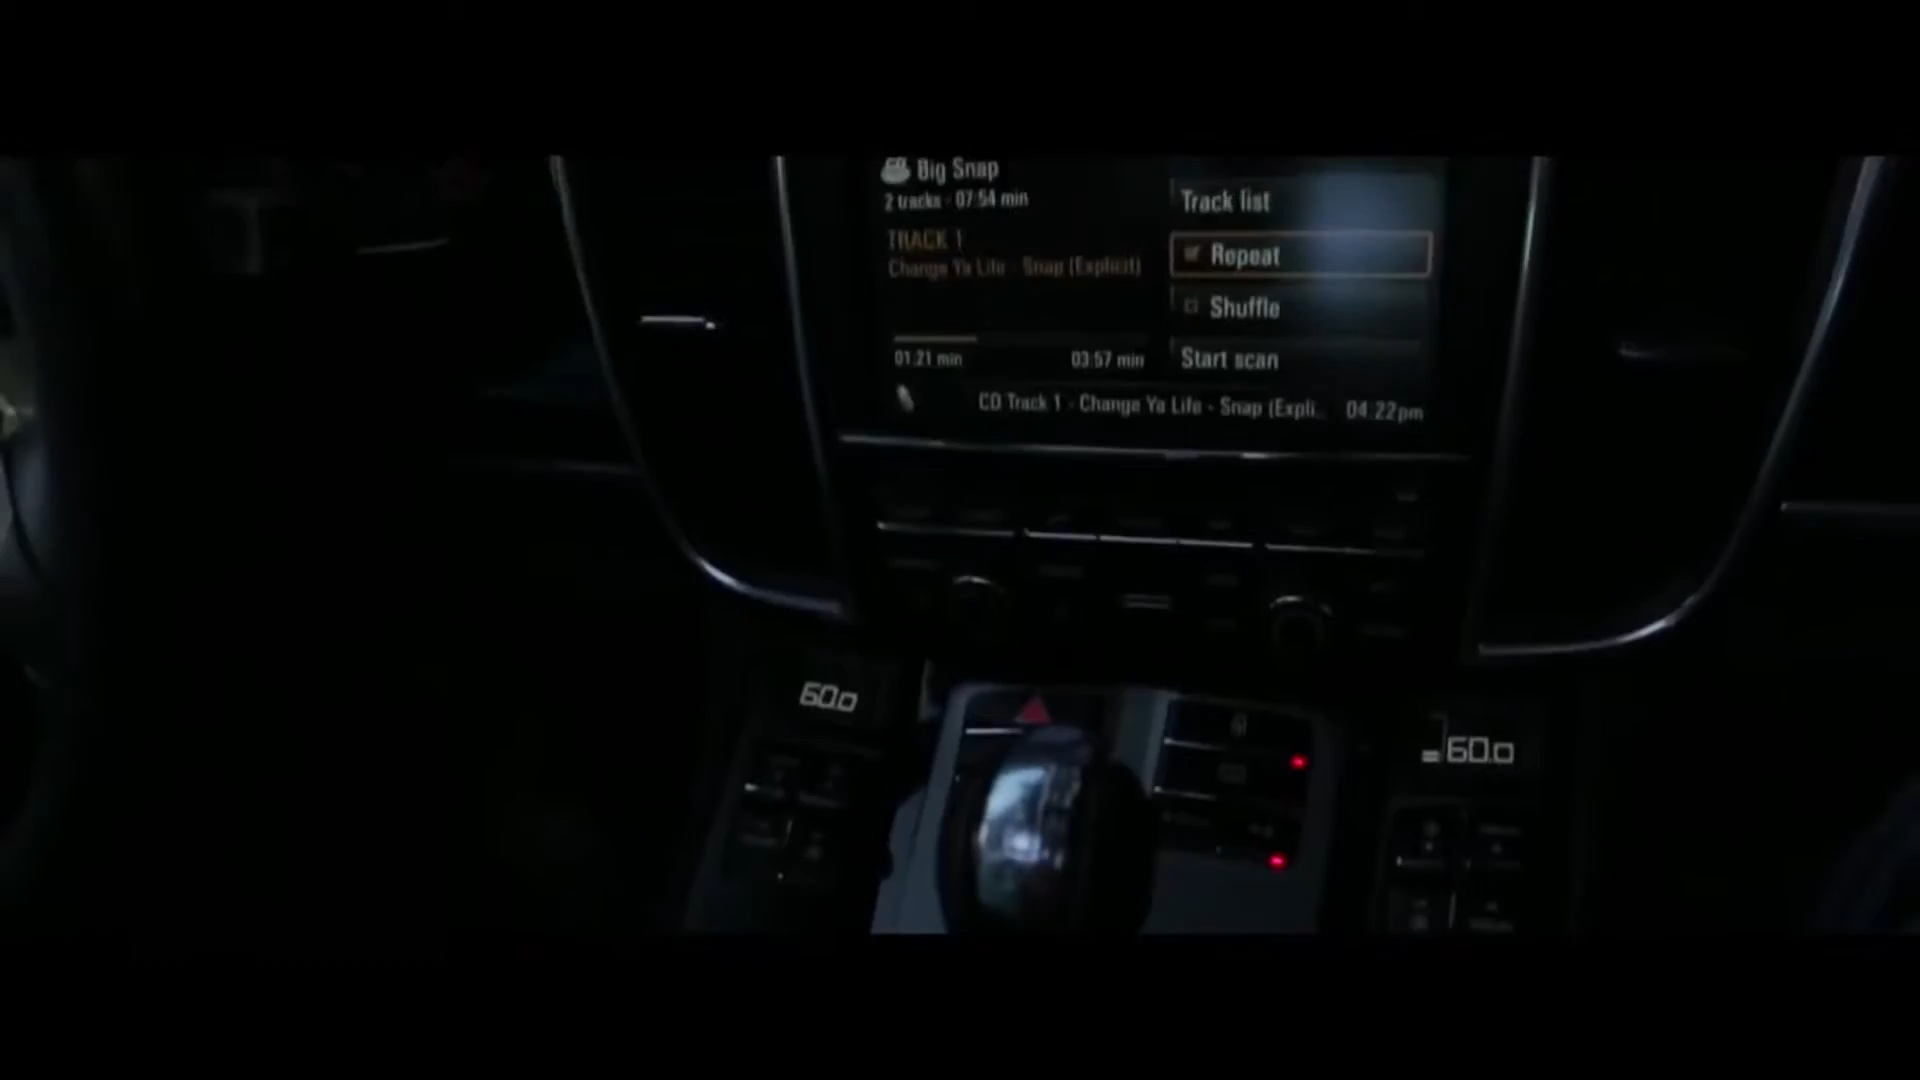 Big Snap
2 tracks - 07:54 min
TRACK 1
Change Ya Life - Snap (Explicit)
01:21 min
03:57 min
Track list
Repeat
Shuffle
Start scan
CD Track 1 - Change Ya Life - Snap (Expli..
04:22pm
60.0
60.0